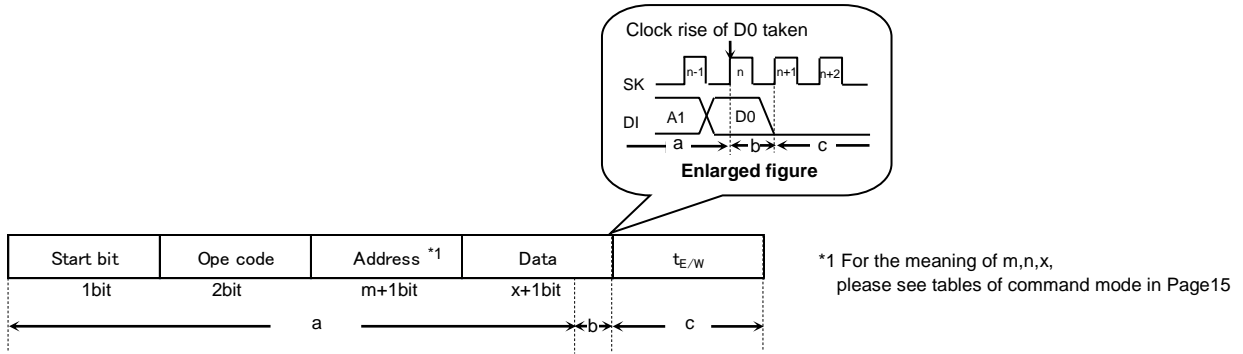 Clock rise of D0 taken
SK n-1 n n+1 n+2
DI A1 D0
a b c
Enlarged figure
Start bit Ope code Address *1 Data tE/W
1bit 2bit m+1bit x+1bit
a b c
*1 For the meaning of m,n,x,
please see tables of command mode in Page15